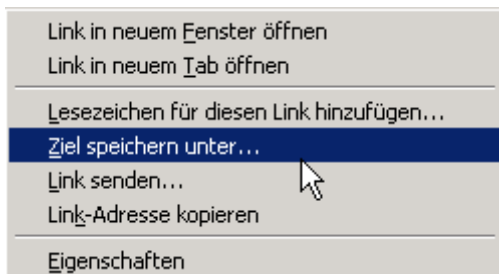 Link in neuem Fenster öffnen
Link in neuem Tab öffnen
Lesezeichen für diesen Link hinzufügen...
Ziel speichern unter...
Link senden...
Link-Adresse kopieren
Eigenschaften